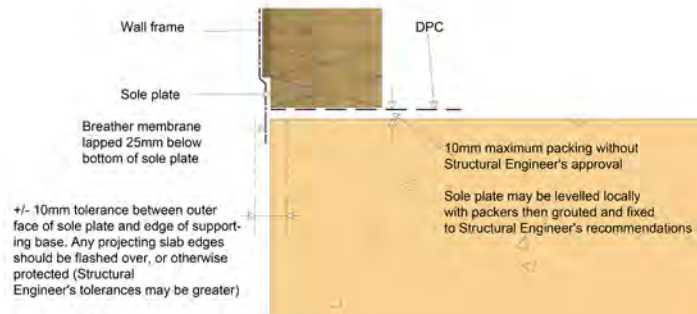 Wall frame
DPC
Sole plate
Breather membrane
lapped 25mm below
bottom of sole plate
10mm maximum packing without
Structural Engineer's approval
Sole plate may be levelled locally
with packers then grouted and fixed
to Structural Engineer's recommendations
+/- 10mm tolerance between outer
face of sole plate and edge of support-
ing base. Any projecting slab edges
should be flashed over, or otherwise
protected (Structural
Engineer's tolerances may be greater)